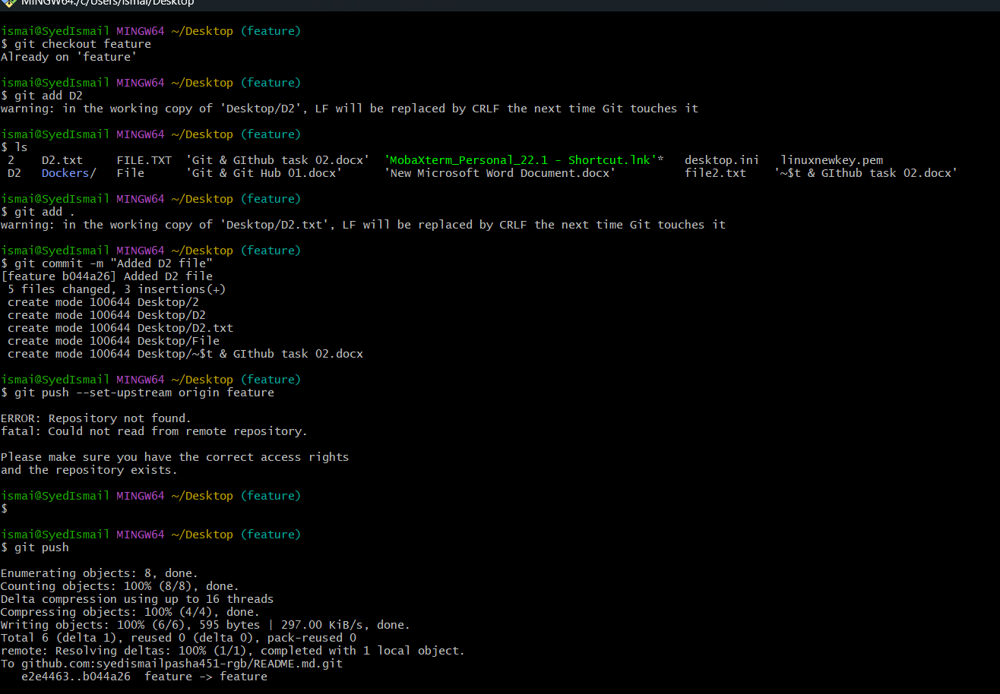 MINGW64:/c/Users/ismai/Desktop
ismai@SyedIsmail MINGW64 ~/Desktop (feature)
$ git checkout feature
Already on 'feature'
ismai@SyedIsmail MINGW64 ~/Desktop (feature)
$ git add D2
warning: in the working copy of 'Desktop/D2', LF will be replaced by CRLF the next time Git touches it
ismai@SyedIsmail MINGW64 ~/Desktop (feature)
$ ls
2 D2.txt FILE.TXT 'Git & GIthub task 02.docx' 'MobaXterm_Personal_22.1 - Shortcut.lnk'* desktop.ini linuxnewkey.pem
D2 Dockers/ File 'Git & Git Hub 01.docx' 'New Microsoft Word Document.docx' file2.txt '~$t & GIthub task 02.docx'
ismai@SyedIsmail MINGW64 ~/Desktop (feature)
$ git add .
warning: in the working copy of 'Desktop/D2.txt', LF will be replaced by CRLF the next time Git touches it
ismai@SyedIsmail MINGW64 ~/Desktop (feature)
$ git commit -m "Added D2 file"
[feature b044a26] Added D2 file
5 files changed, 3 insertions(+)
create mode 100644 Desktop/2
create mode 100644 Desktop/D2
create mode 100644 Desktop/D2.txt
create mode 100644 Desktop/File
create mode 100644 Desktop/~$t & GIthub task 02.docx
ismai@SyedIsmail MINGW64 ~/Desktop (feature)
$ git push --set-upstream origin feature
ERROR: Repository not found.
fatal: Could not read from remote repository.
Please make sure you have the correct access rights
and the repository exists.
ismai@SyedIsmail MINGW64 ~/Desktop (feature)
$
ismai@SyedIsmail MINGW64 ~/Desktop (feature)
$ git push
Enumerating objects: 8, done.
Counting objects: 100% (8/8), done.
Delta compression using up to 16 threads
Compressing objects: 100% (4/4), done.
Writing objects: 100% (6/6), 595 bytes | 297.00 KiB/s, done.
Total 6 (delta 1), reused 0 (delta 0), pack-reused 0
remote: Resolving deltas: 100% (1/1), completed with 1 local object.
To github.com:syedismailpasha451-rgb/README.md.git
e2e4463..b044a26 feature -> feature